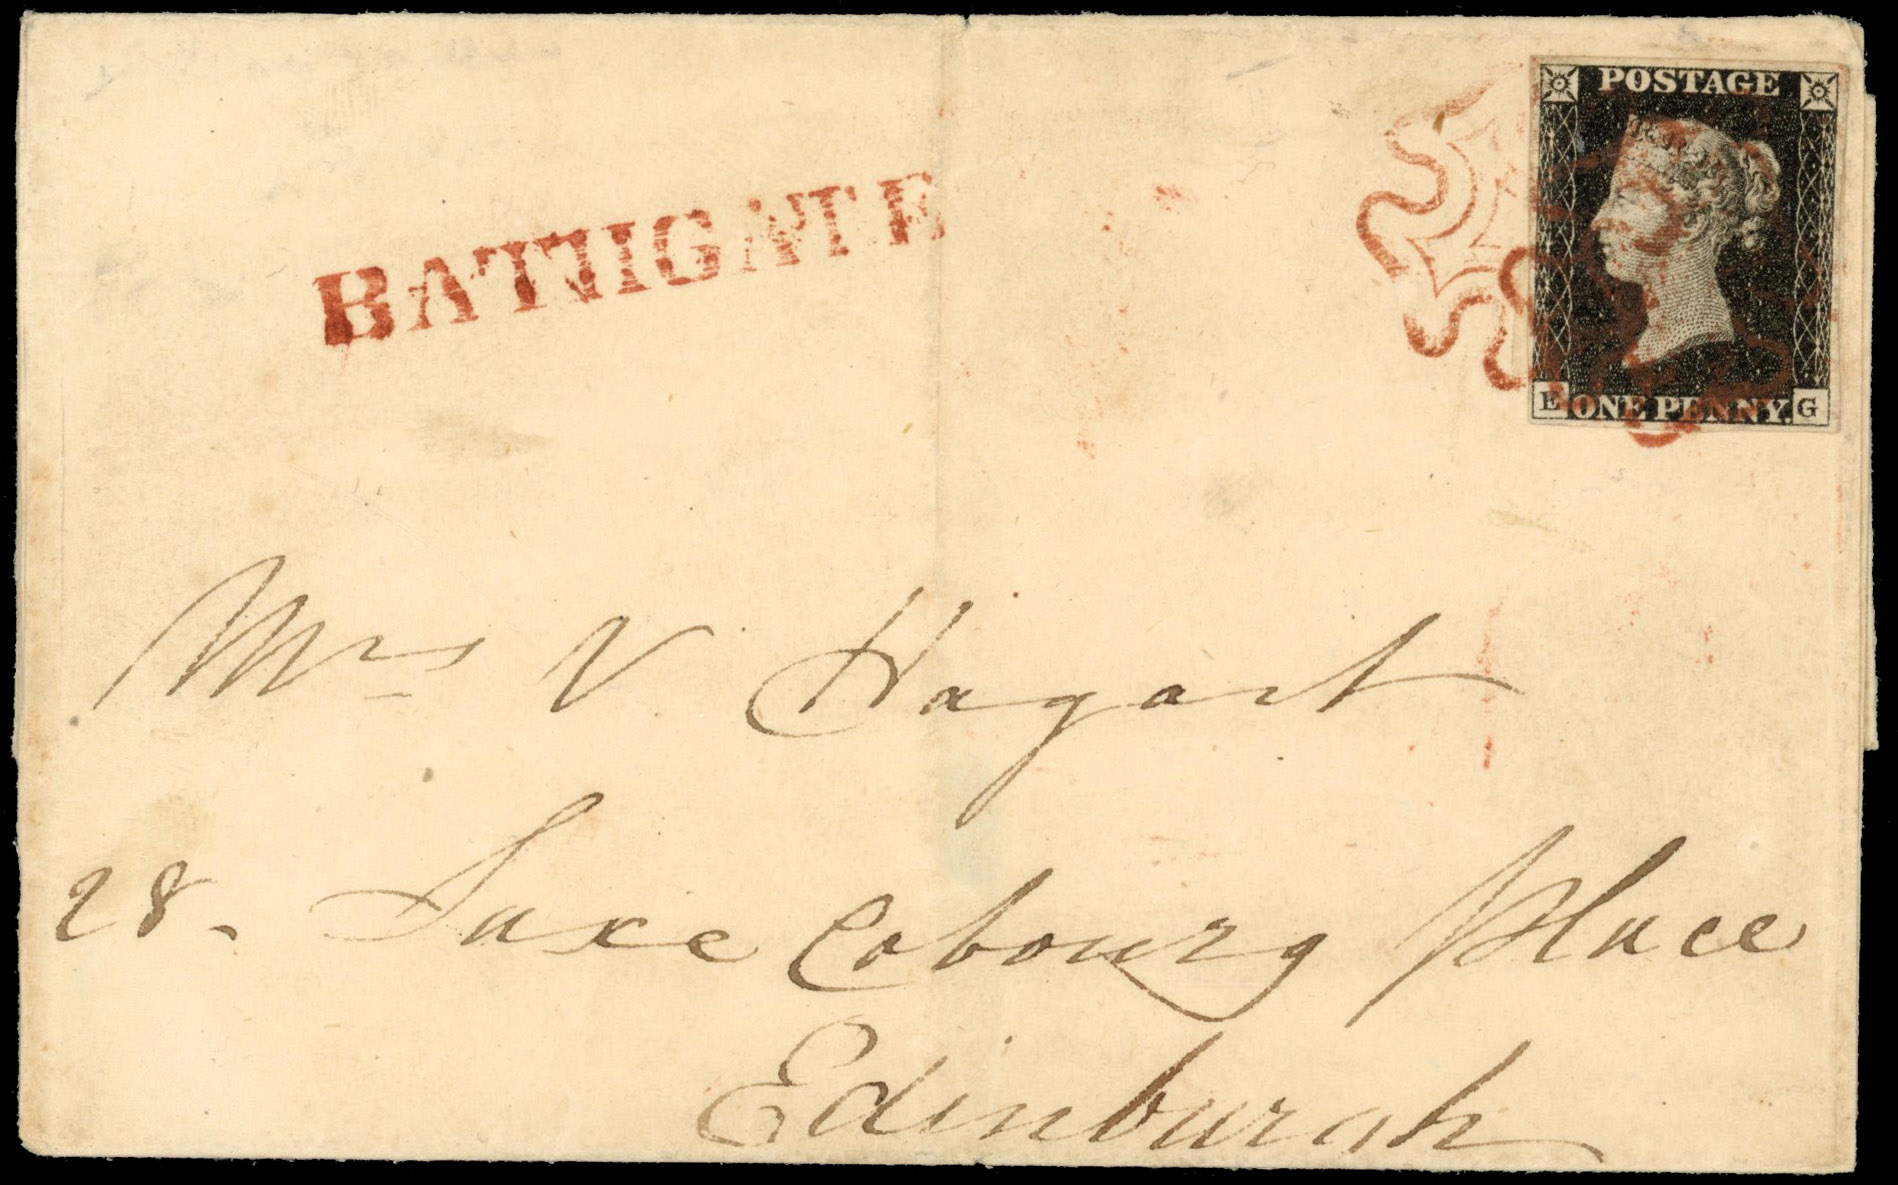 POSTAGE
BATHGATE
E ONE PENNY. G
Mrs V Hagart
28. Saxe Cobourg Place
Edinburgh